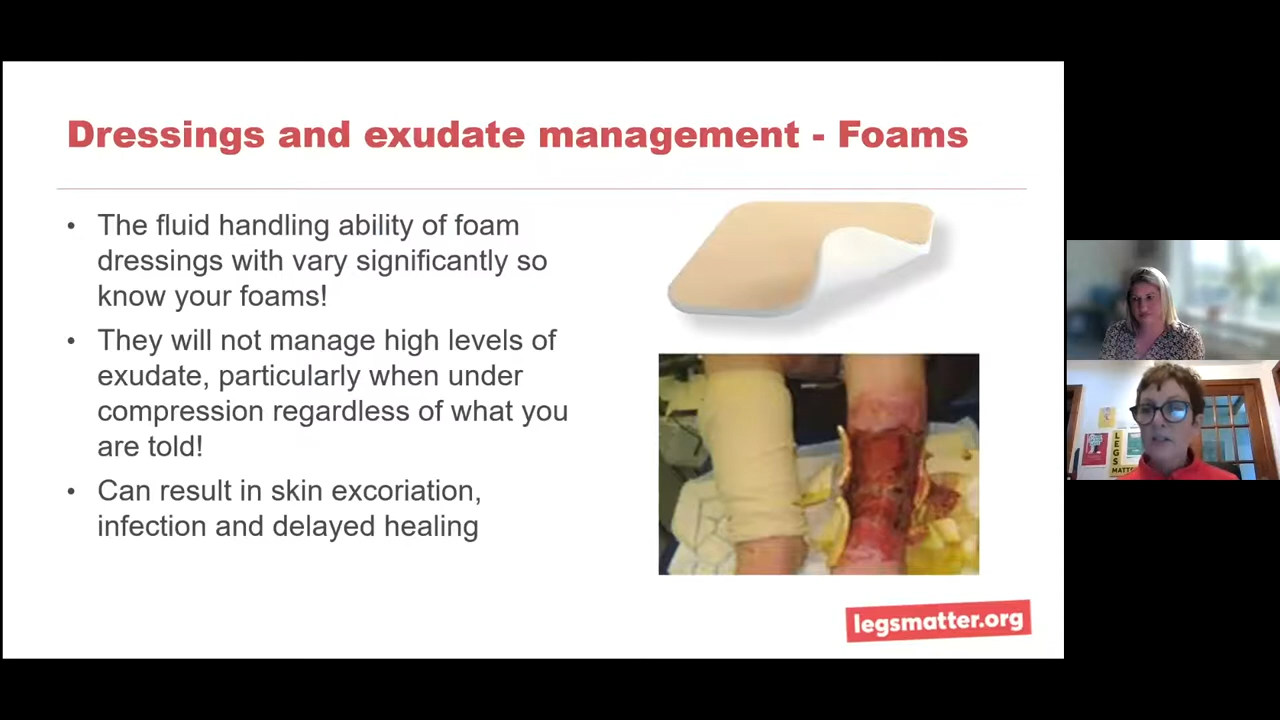 Dressings and exudate management - Foams
• The fluid handling ability of foam
dressings with vary significantly so
know your foams!
• They will not manage high levels of
exudate, particularly when under
compression regardless of what you
are told!
• Can result in skin excoriation,
infection and delayed healing
legsmatter.org
LEGS
MATTE